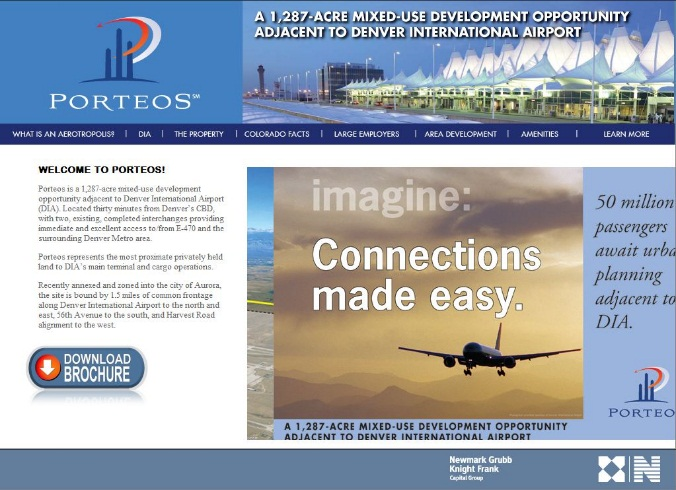 A 1,287-ACRE MIXED-USE DEVELOPMENT OPPORTUNITY
ADJACENT TO DENVER INTERNATIONAL AIRPORT
PORTEOS SM
WHAT IS AN AEROTROPOLIS? | DIA | THE PROPERTY | COLORADO FACTS | LARGE EMPLOYERS | AREA DEVELOPMENT | AMENITIES | LEARN MORE
WELCOME TO PORTEOS!
Porteos is a 1,287-acre mixed-use development
opportunity adjacent to Denver International Airport
(DIA). Located thirty minutes from Denver's CBD,
with two, existing, completed interchanges providing
immediate and excellent access to/from E-470 and the
surrounding Denver Metro area.
Porteos represents the most proximate privately held
land to DIA's main terminal and cargo operations.
Recently annexed and zoned into the city of Aurora,
the site is bound by 1.5 miles of common frontage
along Denver International Airport to the north and
east, 56th Avenue to the south, and Harvest Road
alignment to the west.
DOWNLOAD
BROCHURE
imagine:
Connections
made easy.
A 1,287-ACRE MIXED-USE DEVELOPMENT OPPORTUNITY
ADJACENT TO DENVER INTERNATIONAL AIRPORT
50 million
passengers
await urba
planning
adjacent to
DIA.
PORTEO
Newmark Grubb
Knight Frank
Capital Group
N